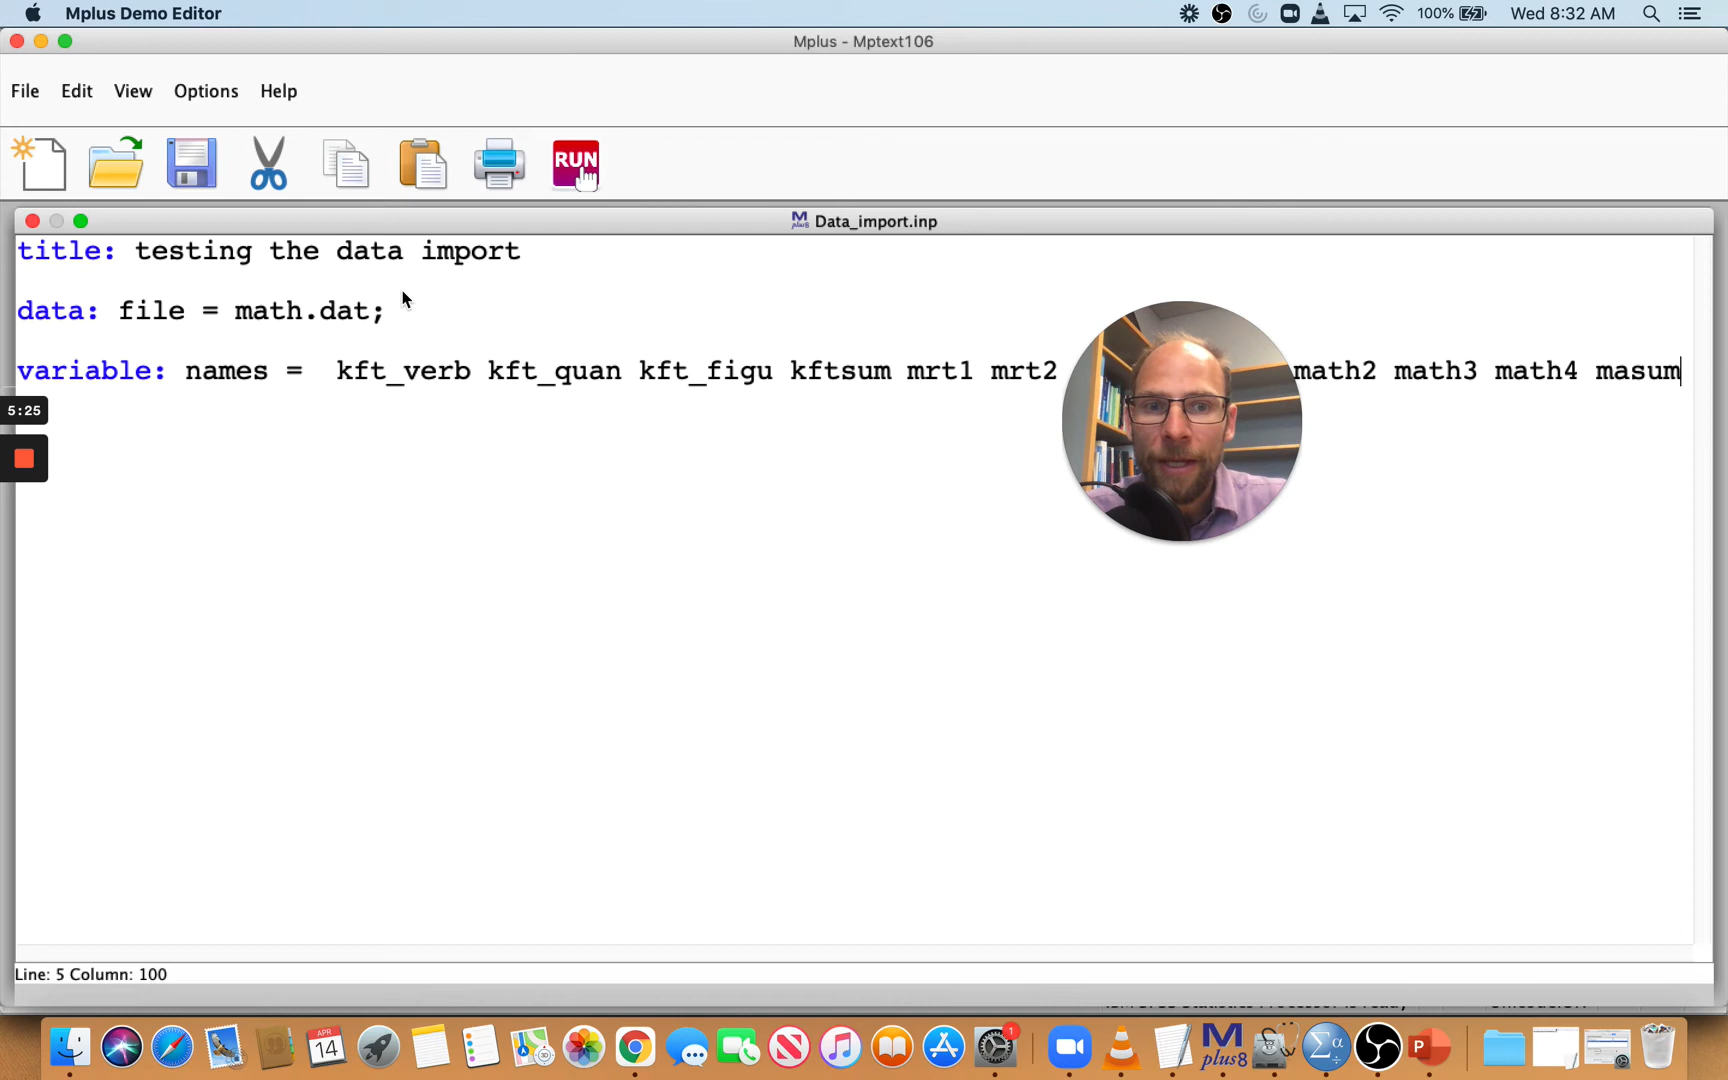 Mplus Demo Editor
100%
Wed 8:32 AM
Mplus - Mptext106
File Edit View Options Help
RUN
Data_import.inp
title: testing the data import
data: file = math.dat;
variable: names = kft_verb kft_quan kft_figu kftsum mrt1 mrt2 math2 math3 math4 masum
5:25
Line: 5 Column: 100
APR
14
1
M
plus8
P